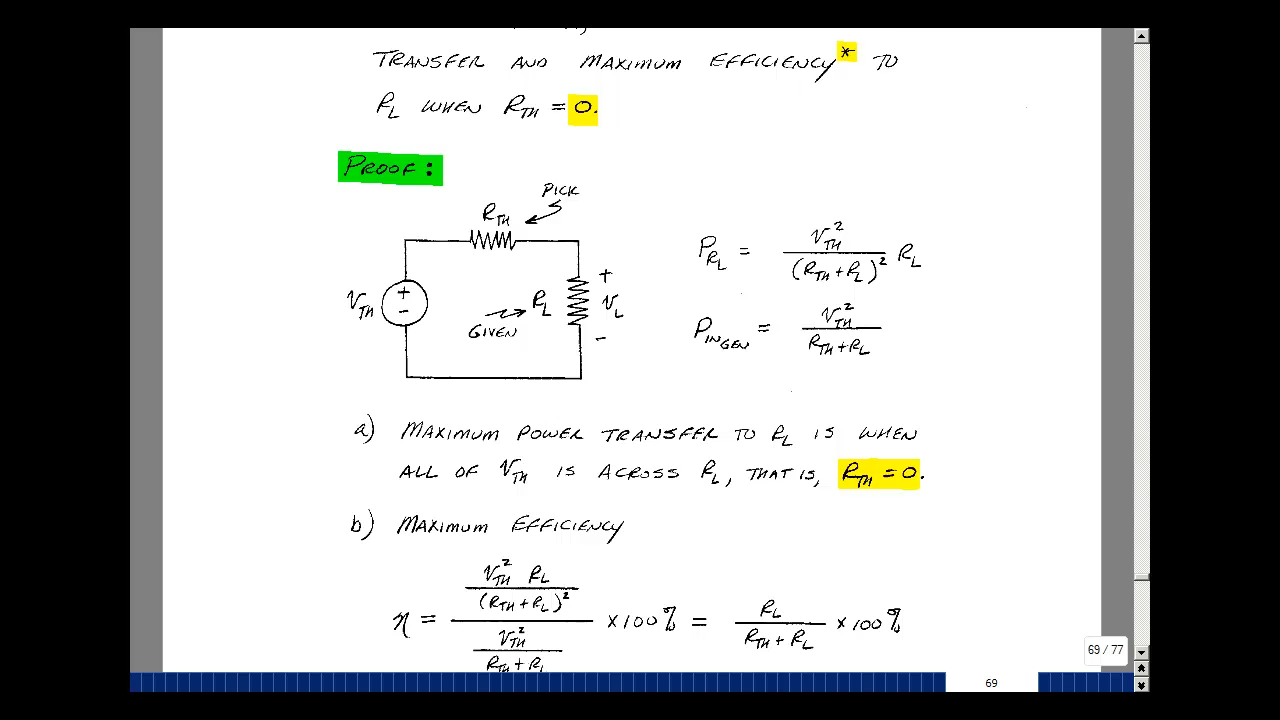 TRANSFER AND MAXIMUM EFFICIENCY* TO
RL WHEN RTH = 0.
PROOF:
PICK
RTH
VTH
+
-
GIVEN
RL
+
VL
-
PRL = VTH² / (RTH + RL)² RL
PINGEN = VTH² / RTH + RL
a) MAXIMUM POWER TRANSFER TO RL IS WHEN
ALL OF VTH IS ACROSS RL, THAT IS, RTH = 0.
b) MAXIMUM EFFICIENCY
η = VTH² RL / (RTH + RL)² / VTH² / RTH + RL × 100% = RL / RTH + RL × 100%
69 / 77
69